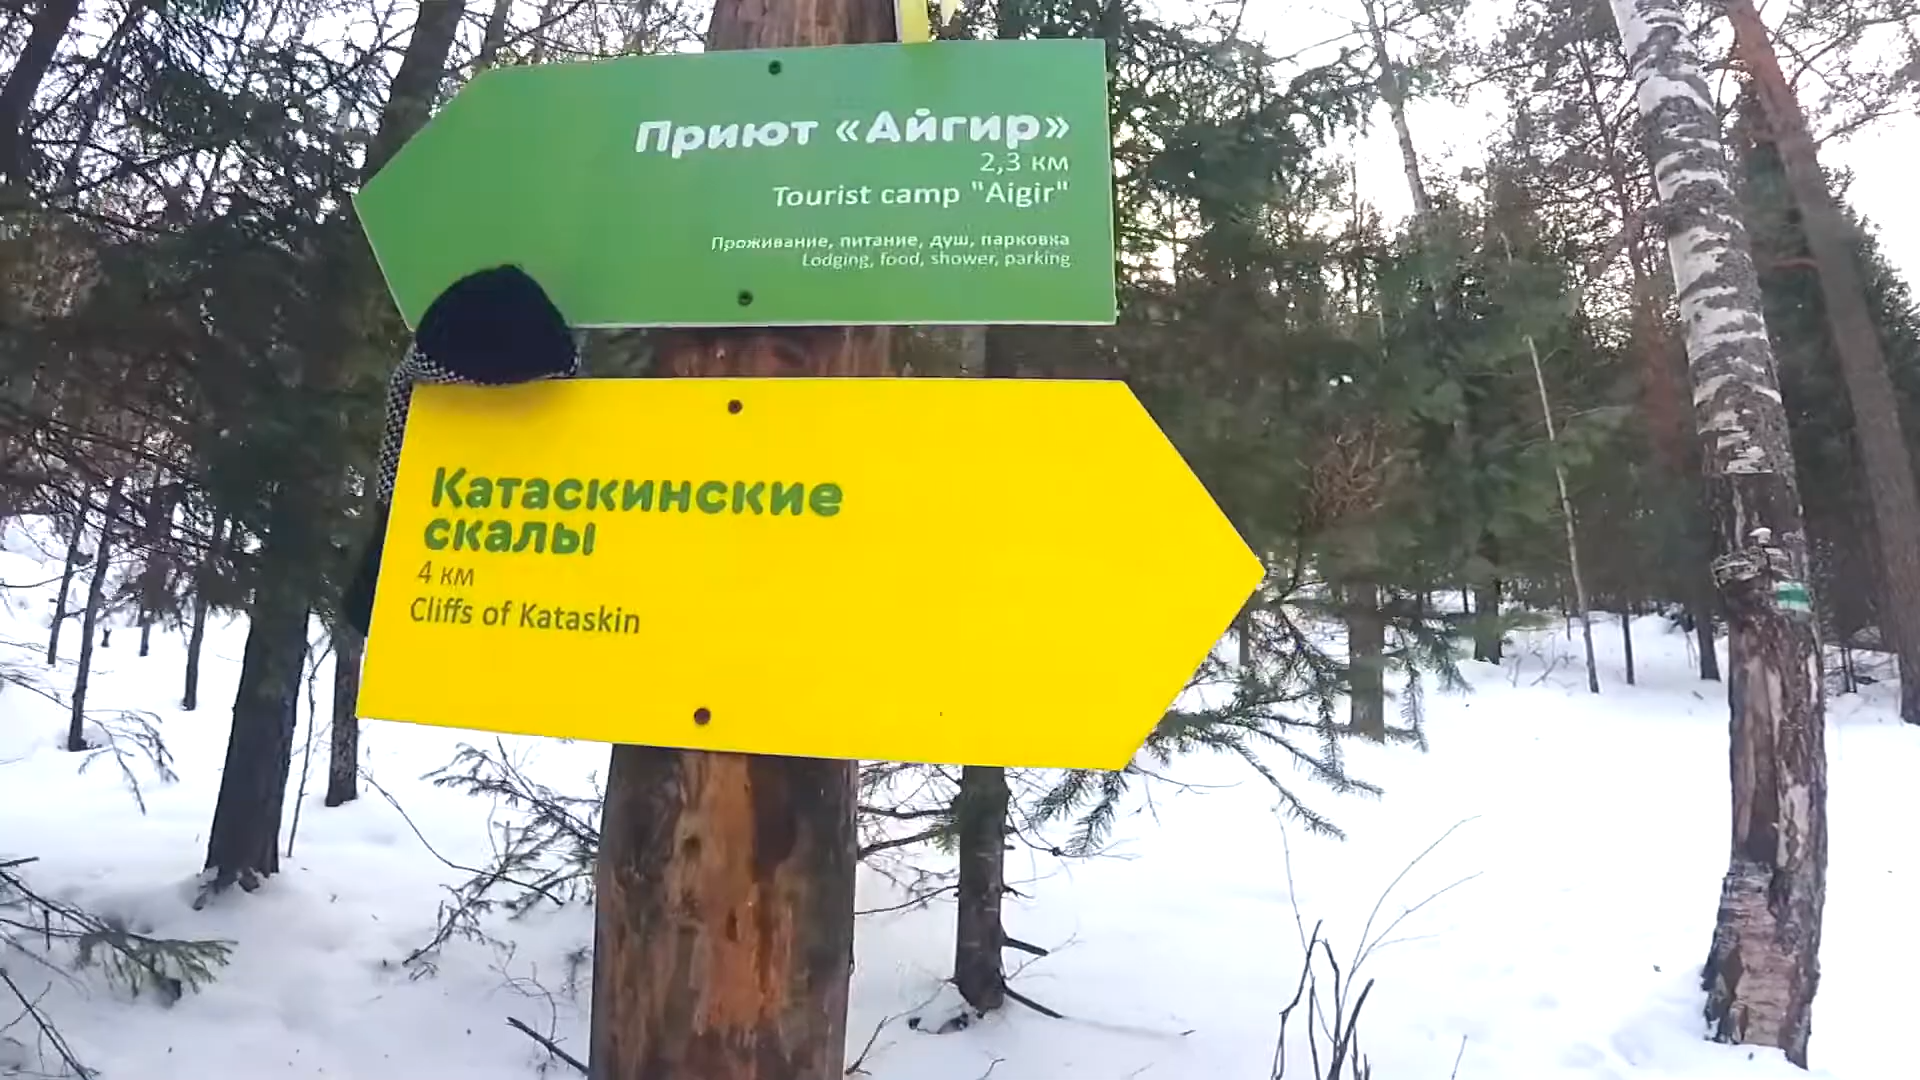 Приют «Айгир»
2,3 км
Tourist camp "Aigir"
Проживание, питание, душ, парковка
Lodging, food, shower, parking
Катаскинские
скалы
4 км
Cliffs of Kataskin